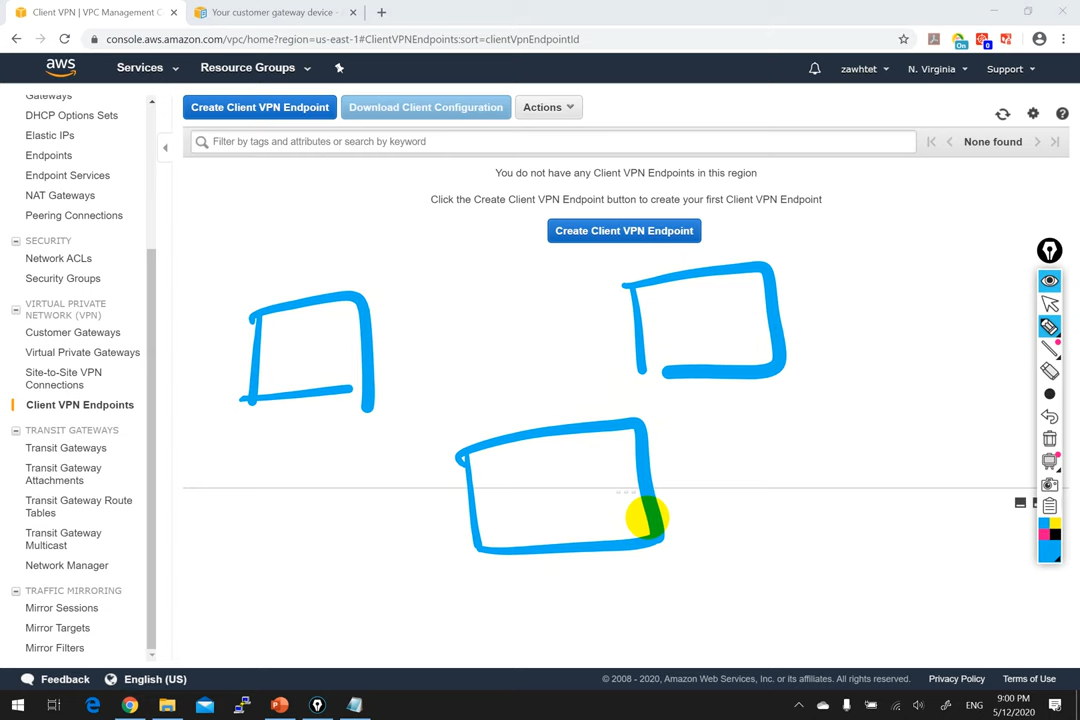 Client VPN | VPC Management C
Your customer gateway device -
console.aws.amazon.com/vpc/home?region=us-east-1#ClientVPNEndpoints:sort=clientVpnEndpointId
On
0
aws
Services
Resource Groups
zawhtet
N. Virginia
Support
Gateways
DHCP Options Sets
Elastic IPs
Endpoints
Endpoint Services
NAT Gateways
Peering Connections
SECURITY
Network ACLs
Security Groups
VIRTUAL PRIVATE
NETWORK (VPN)
Customer Gateways
Virtual Private Gateways
Site-to-Site VPN
Connections
Client VPN Endpoints
TRANSIT GATEWAYS
Transit Gateways
Transit Gateway
Attachments
Transit Gateway Route
Tables
Transit Gateway
Multicast
Network Manager
TRAFFIC MIRRORING
Mirror Sessions
Mirror Targets
Mirror Filters
Create Client VPN Endpoint
Download Client Configuration
Actions
Filter by tags and attributes or search by keyword
None found
You do not have any Client VPN Endpoints in this region
Click the Create Client VPN Endpoint button to create your first Client VPN Endpoint
Create Client VPN Endpoint
Feedback
English (US)
© 2008 - 2020, Amazon Web Services, Inc. or its affiliates. All rights reserved.
Privacy Policy
Terms of Use
ENG
9:00 PM
5/12/2020